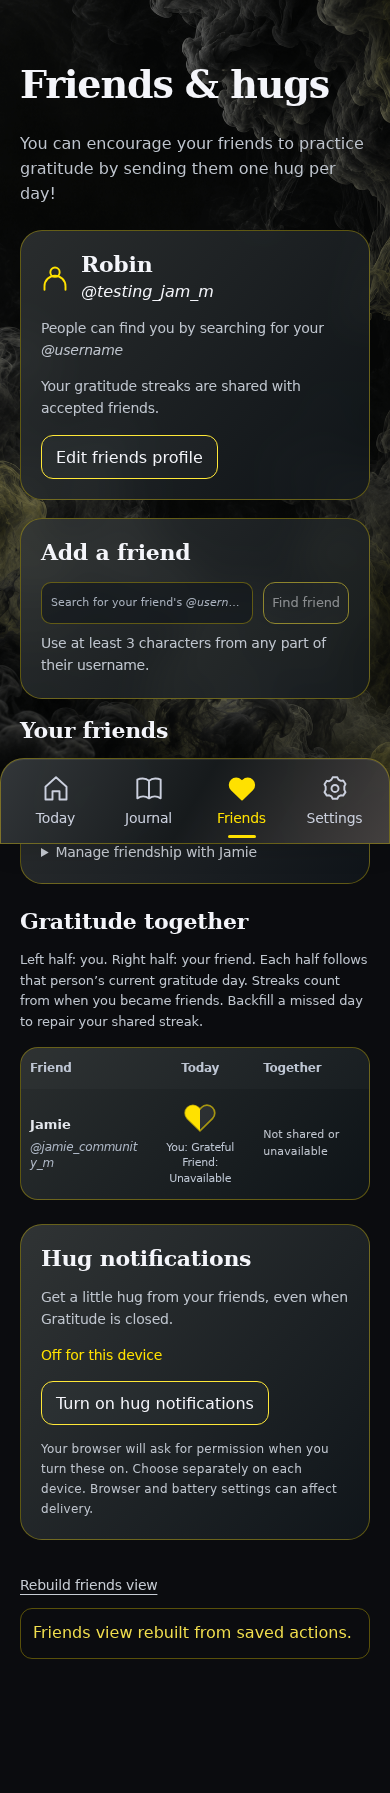 Friends & hugs
You can encourage your friends to practice
gratitude by sending them one hug per
day!
Robin
@testing_jam_m
People can find you by searching for your
@username
Your gratitude streaks are shared with
accepted friends.
Edit friends profile
Add a friend
Search for your friend's @usern…
Find friend
Use at least 3 characters from any part of
their username.
Your friends
Today
Journal
Friends
Settings
▶ Manage friendship with Jamie
Gratitude together
Left half: you. Right half: your friend. Each half follows
that person’s current gratitude day. Streaks count
from when you became friends. Backfill a missed day
to repair your shared streak.
Friend
Today
Together
Jamie
@jamie_communit
y_m
You: Grateful
Friend:
Unavailable
Not shared or
unavailable
Hug notifications
Get a little hug from your friends, even when
Gratitude is closed.
Off for this device
Turn on hug notifications
Your browser will ask for permission when you
turn these on. Choose separately on each
device. Browser and battery settings can affect
delivery.
Rebuild friends view
Friends view rebuilt from saved actions.